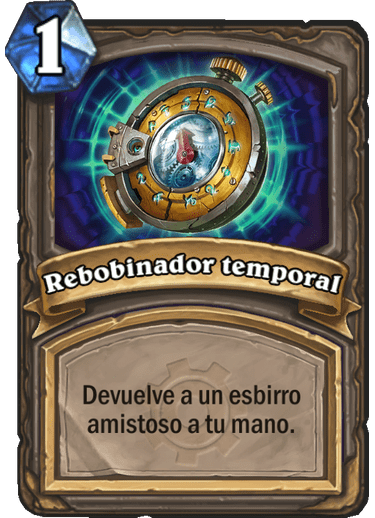 1
Rebobinador temporal
Devuelve a un esbirro
amistoso a tu mano.